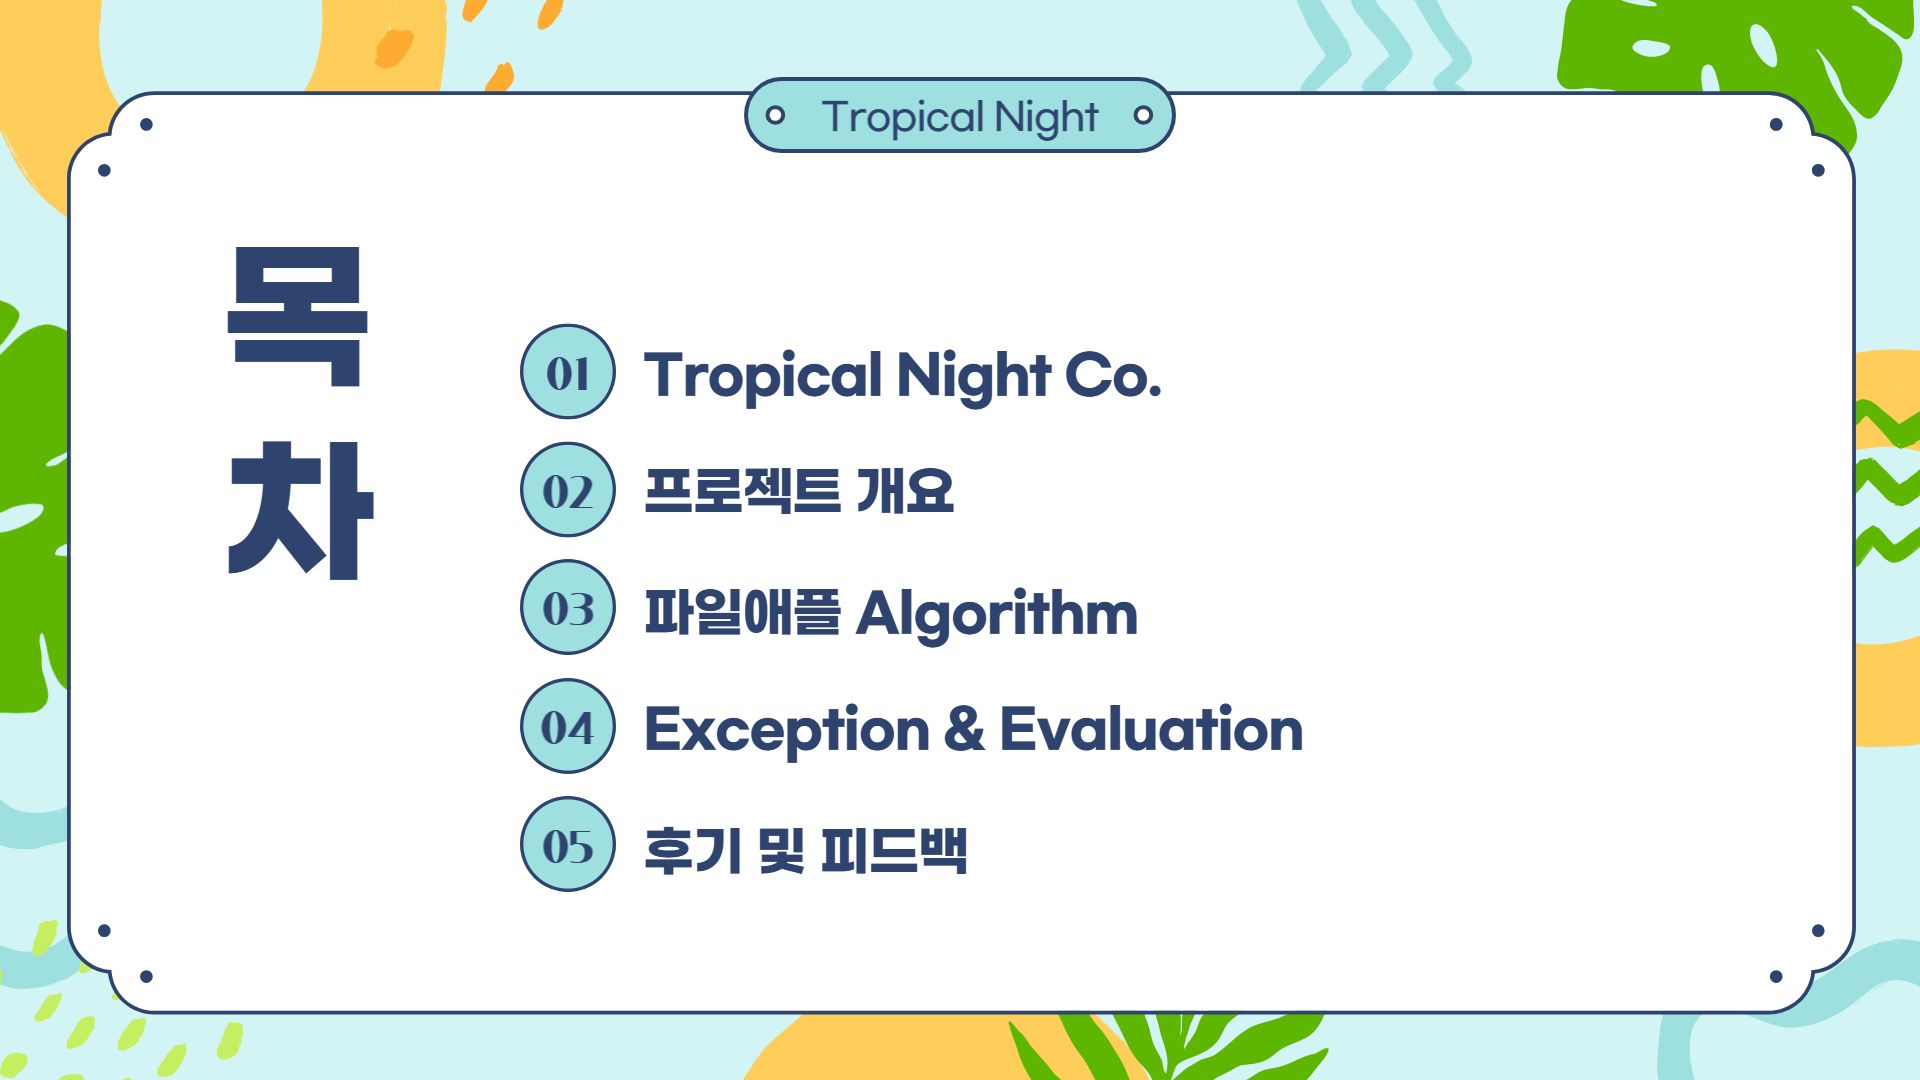 Tropical Night
목
차
01 Tropical Night Co.
02 프로젝트 개요
03 파일애플 Algorithm
04 Exception & Evaluation
05 후기 및 피드백